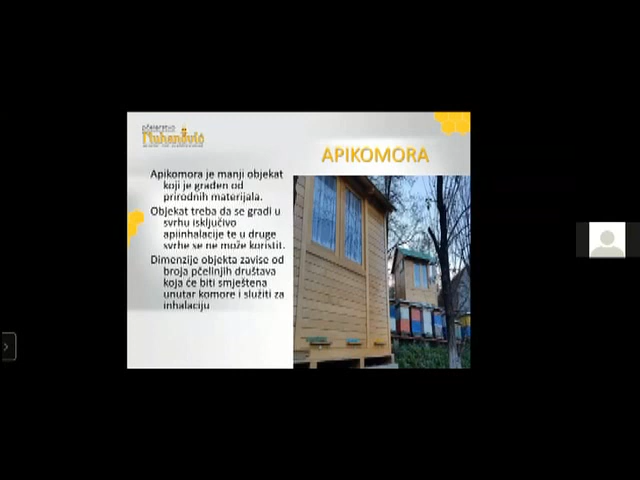 pčelarstvo
Muhanović
APIKOMORA
Apikomora je manji objekat
koji je građen od
prirodnih materijala.
Objekat treba da se gradi u
svrhu isključivo
apiinhalacije te u druge
svrhe se ne može koristit.
Dimenzije objekta zavise od
broja pčelinjih društava
koja će biti smještena
unutar komore i služiti za
inhalaciju